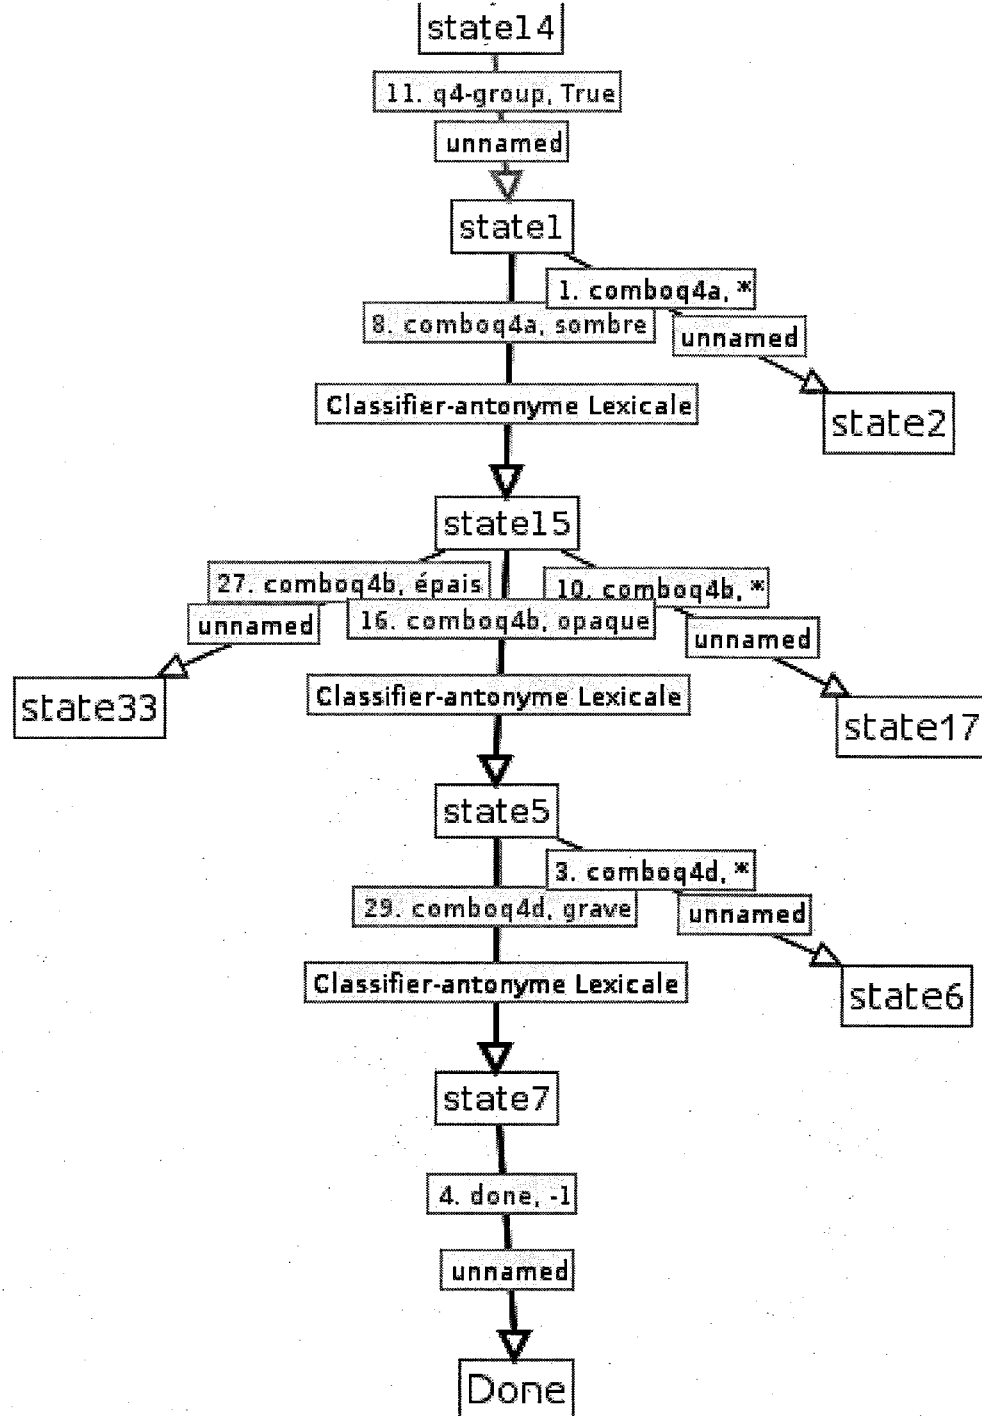 state14
11. q4-group, True
unnamed
state1
1. comboq4a, *
8. comboq4a, sombre
unnamed
Classifier-antonyme Lexicale
state2
state15
27. comboq4b, épais
10. comboq4b, *
16. comboq4b, opaque
unnamed
unnamed
Classifier-antonyme Lexicale
state33
state17
state5
3. comboq4d, *
29. comboq4d, grave
unnamed
Classifier-antonyme Lexicale
state6
state7
4. done, -1
unnamed
Done